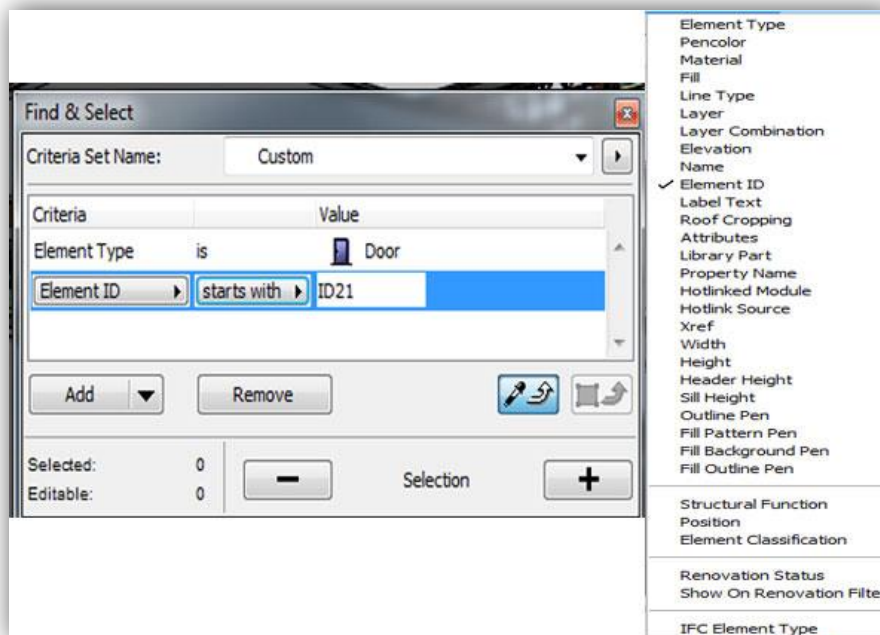 Find & Select
Criteria Set Name: Custom
Criteria Value
Element Type is Door
Element ID starts with ID21
Add Remove
Selected: 0
Editable: 0
Selection
Element Type
Pencolor
Material
Fill
Line Type
Layer
Layer Combination
Elevation
Name
Element ID
Label Text
Roof Cropping
Attributes
Library Part
Property Name
Hotlinked Module
Hotlink Source
Xref
Width
Height
Header Height
Sill Height
Outline Pen
Fill Pattern Pen
Fill Background Pen
Fill Outline Pen
Structural Function
Position
Element Classification
Renovation Status
Show On Renovation Filte
IFC Element Type